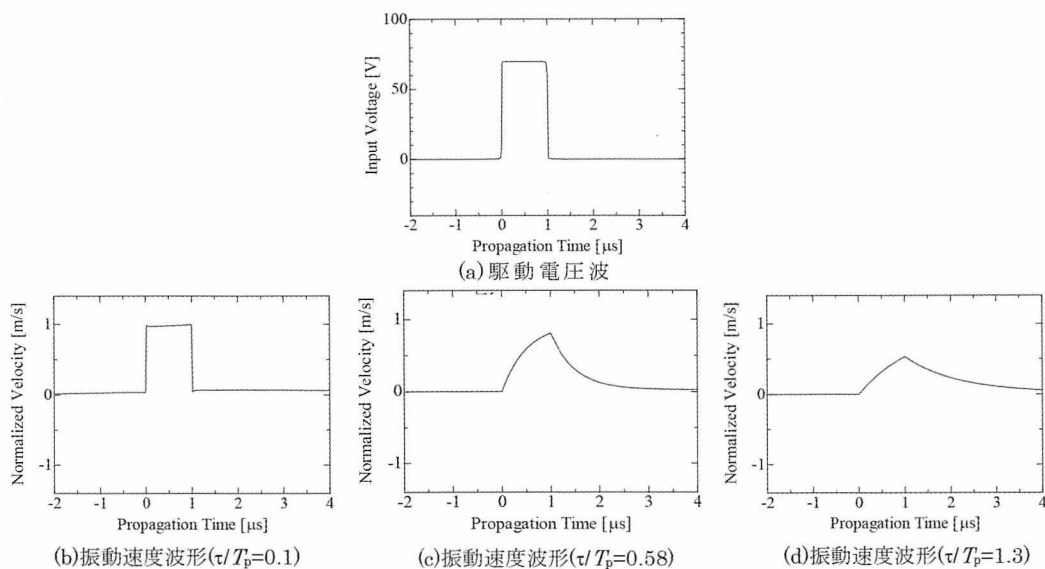 100
50
0
Input Voltage [V]
-2 -1 0 1 2 3 4
Propagation Time [μs]
(a)駆動電圧波
1
0
-1
Normalized Velocity [m/s]
-2 -1 0 1 2 3 4
Propagation Time [μs]
(b)振動速度波形(τ/Tp=0.1)
1
0
-1
Normalized Velocity [m/s]
-2 -1 0 1 2 3 4
Propagation Time [μs]
(c)振動速度波形(τ/Tp=0.58)
1
0
-1
Normalized Velocity [m/s]
-2 -1 0 1 2 3 4
Propagation Time [μs]
(d)振動速度波形(τ/Tp=1.3)